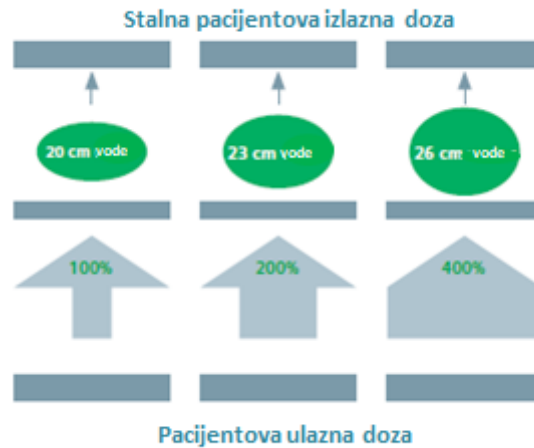 Stalna pacijentova izlazna doza
20 cm vode
23 cm vode
26 cm vode
100%
200%
400%
Pacijentova ulazna doza